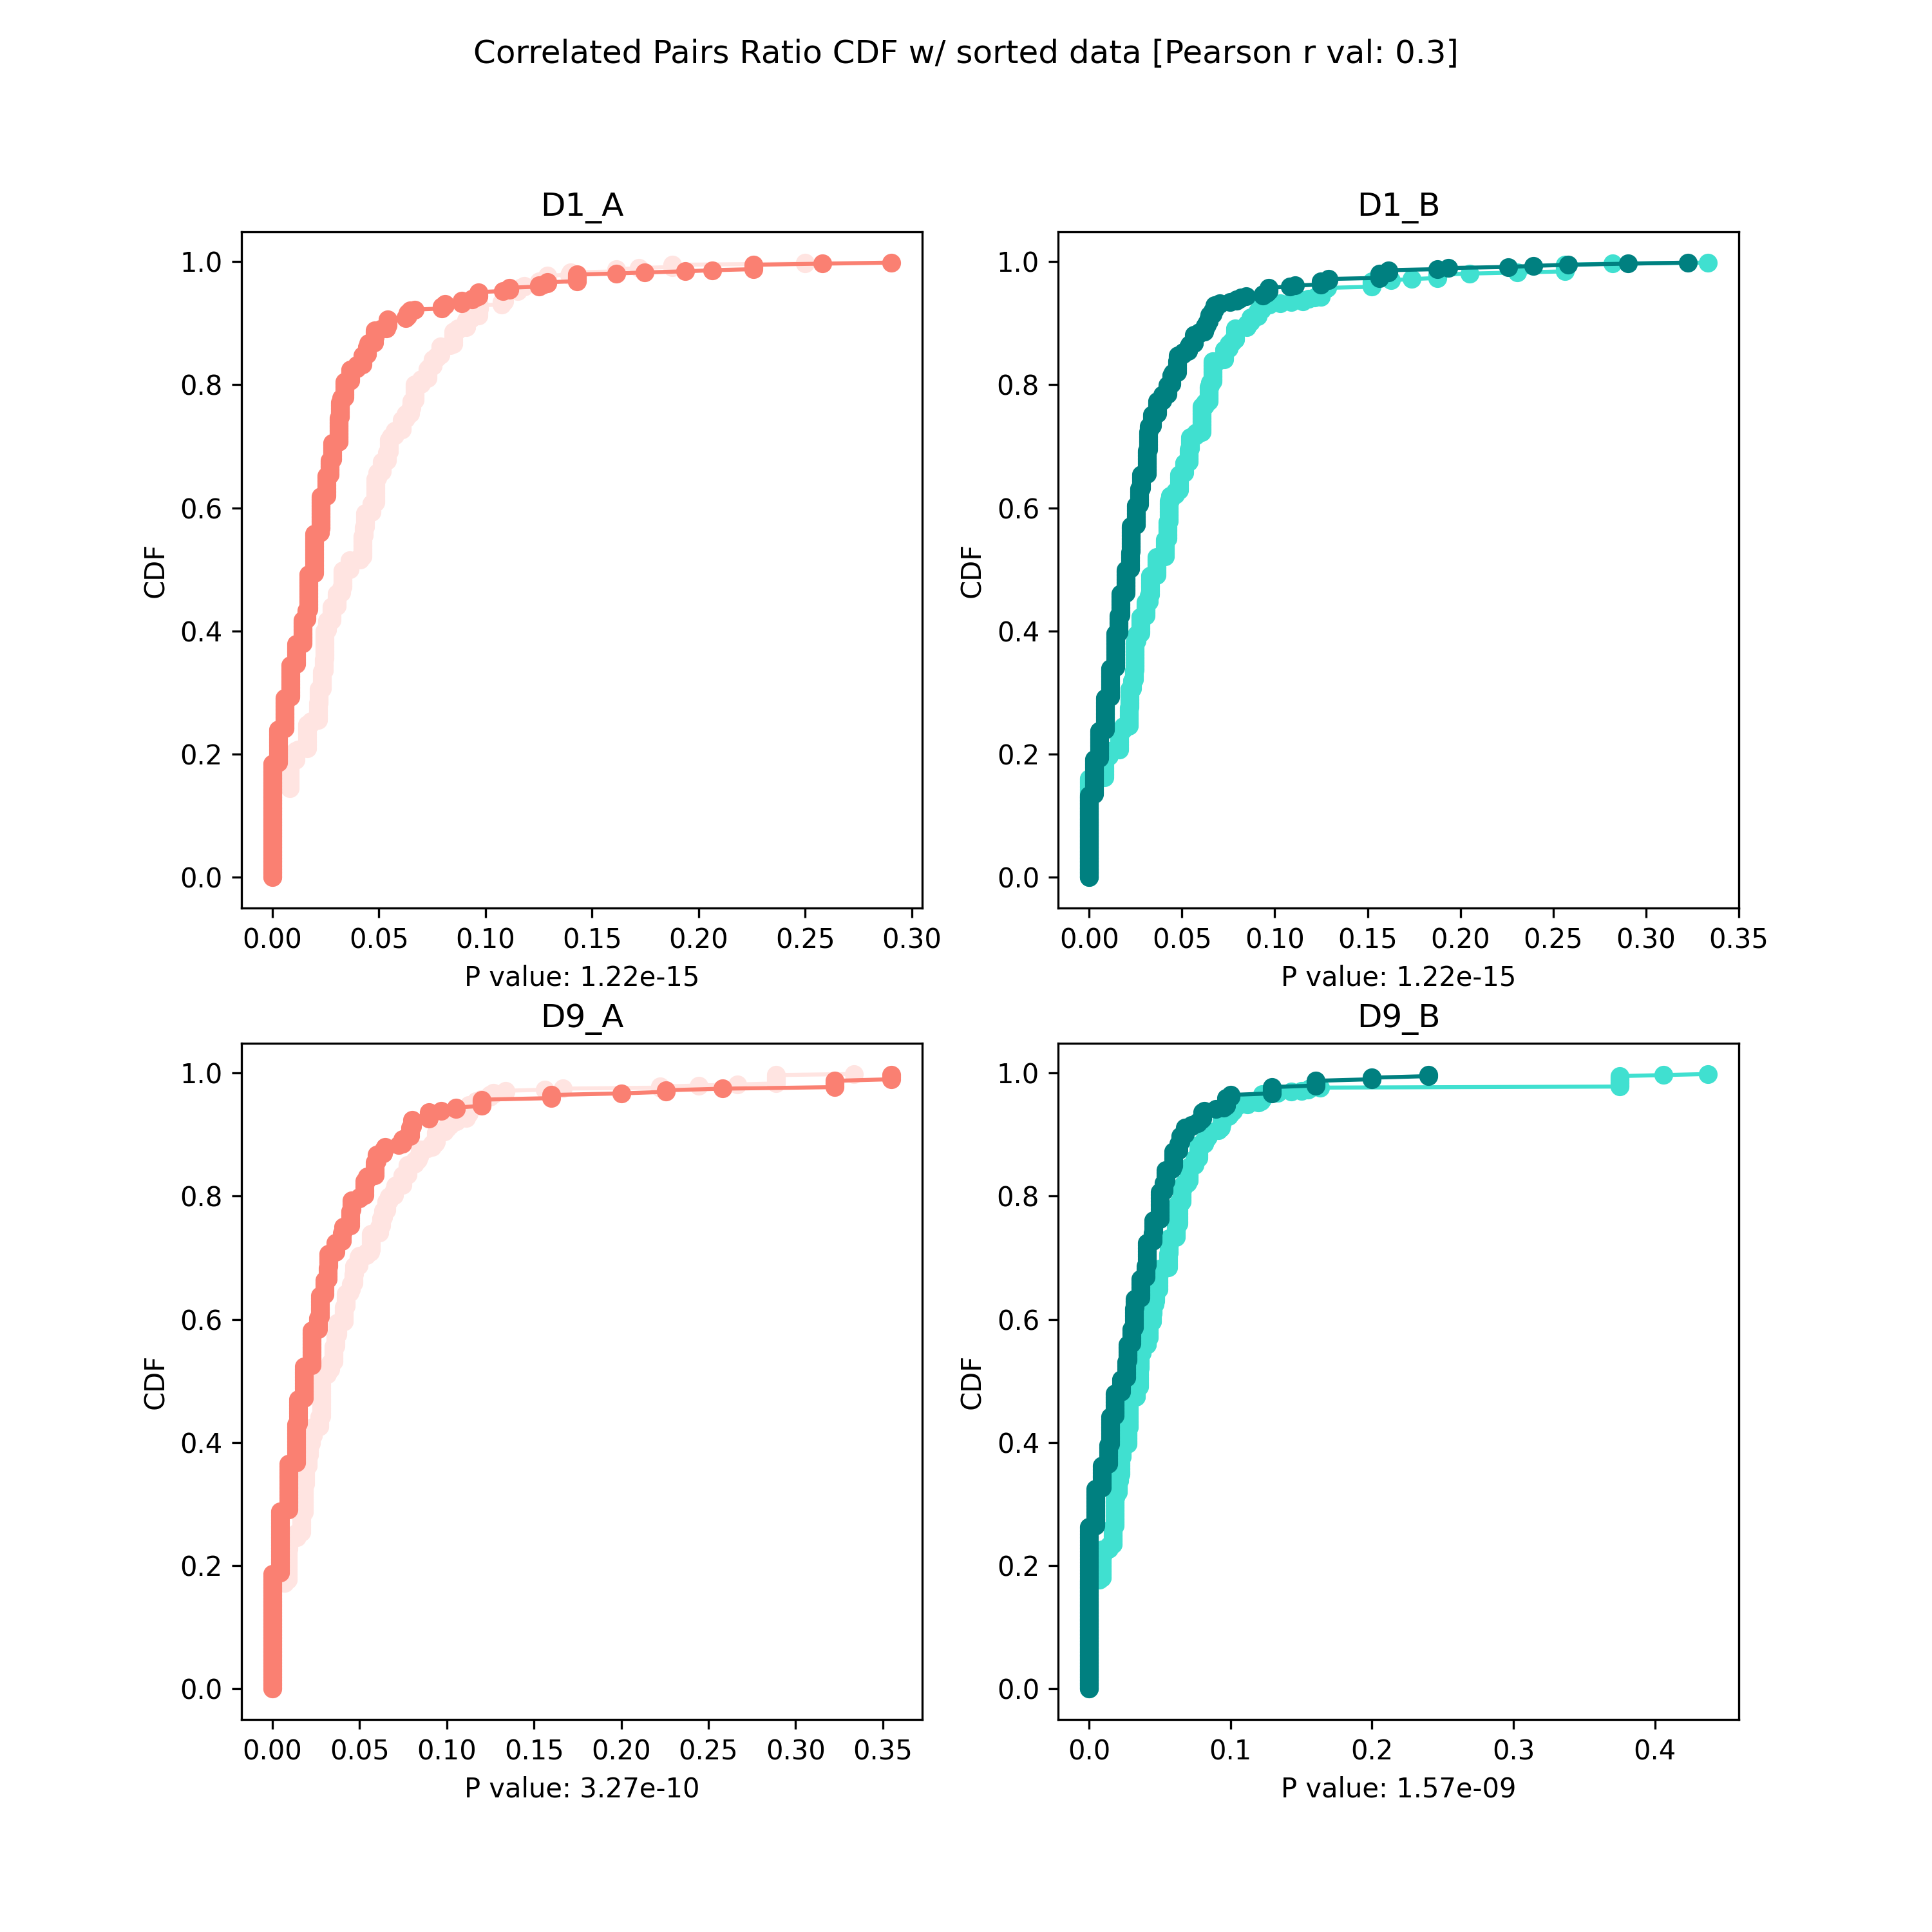 Correlated Pairs Ratio CDF w/ sorted data [Pearson r val: 0.3]
D1_A
CDF
1.0
0.8
0.6
0.4
0.2
0.0
0.00 0.05 0.10 0.15 0.20 0.25 0.30
P value: 1.22e-15
D1_B
CDF
1.0
0.8
0.6
0.4
0.2
0.0
0.00 0.05 0.10 0.15 0.20 0.25 0.30 0.35
P value: 1.22e-15
D9_A
CDF
1.0
0.8
0.6
0.4
0.2
0.0
0.00 0.05 0.10 0.15 0.20 0.25 0.30 0.35
P value: 3.27e-10
D9_B
CDF
1.0
0.8
0.6
0.4
0.2
0.0
0.0 0.1 0.2 0.3 0.4
P value: 1.57e-09